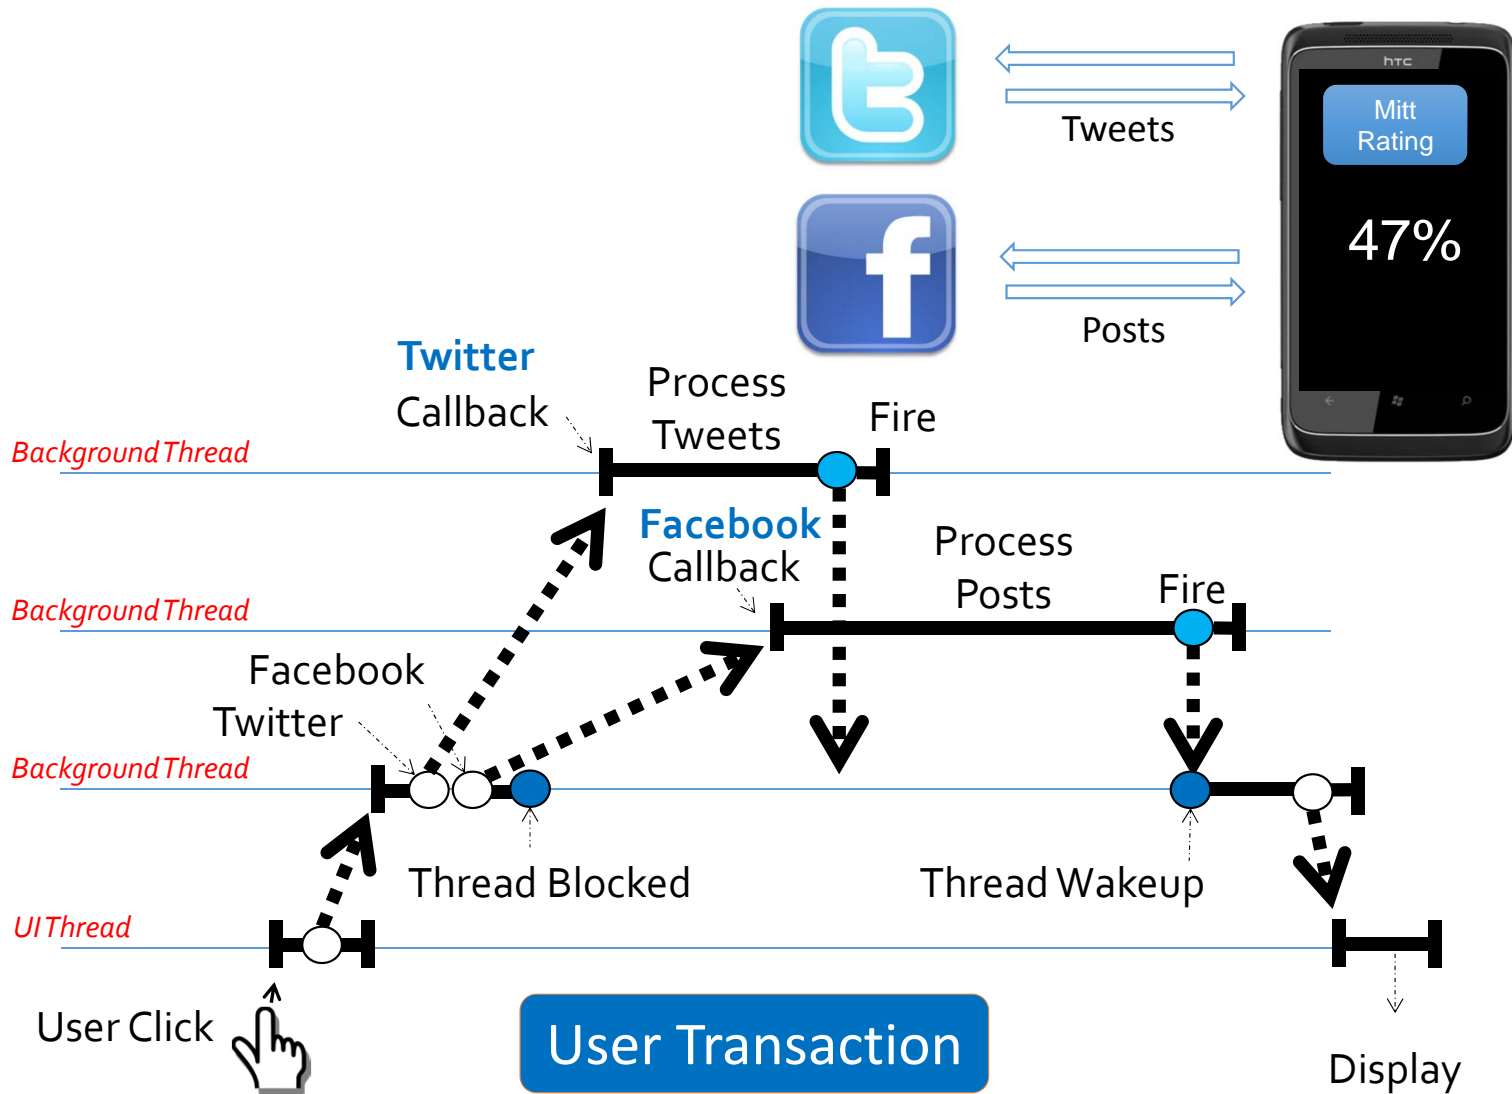 hTC
Mitt
Rating
47%
Tweets
Posts
Twitter
Callback
Process
Tweets
Fire
Background Thread
Facebook
Callback
Process
Posts
Fire
Background Thread
Facebook
Twitter
Background Thread
Thread Blocked
Thread Wakeup
UI Thread
User Click
User Transaction
Display